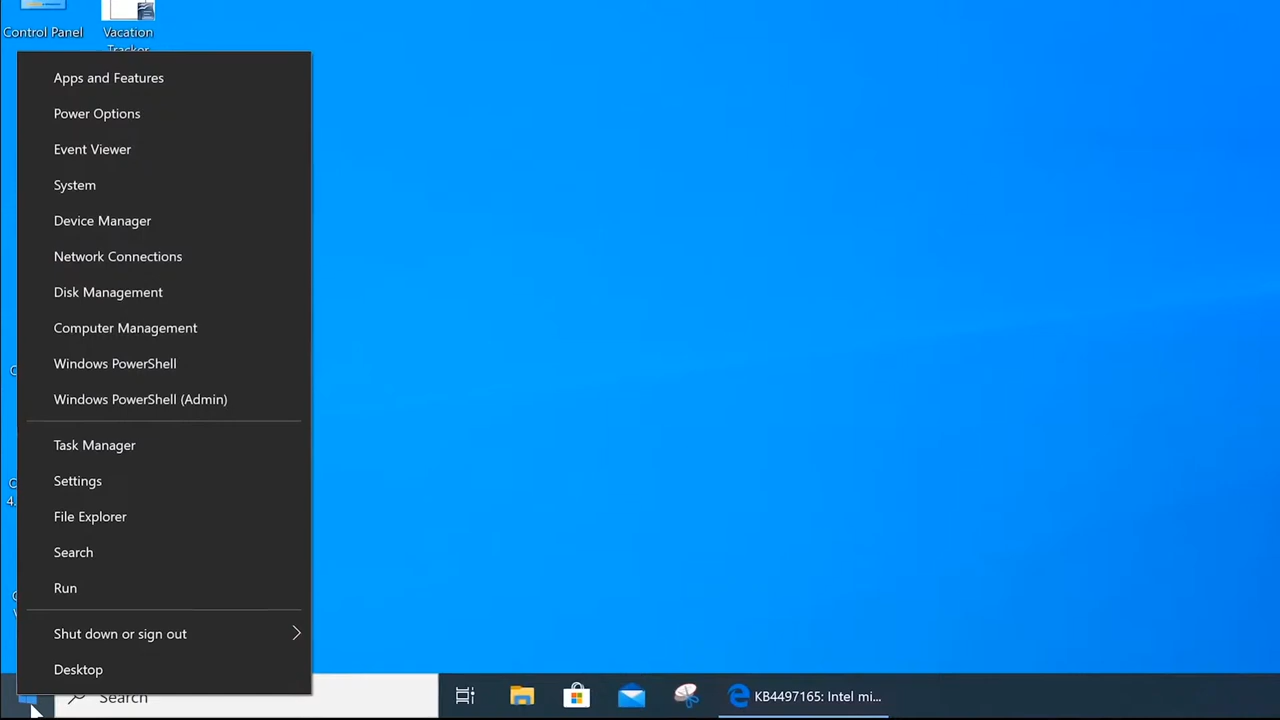 Control Panel
Vacation
Tracker
Apps and Features
Power Options
Event Viewer
System
Device Manager
Network Connections
Disk Management
Computer Management
Windows PowerShell
Windows PowerShell (Admin)
Task Manager
Settings
File Explorer
Search
Run
Shut down or sign out
Desktop
Search
KB4497165: Intel mi...